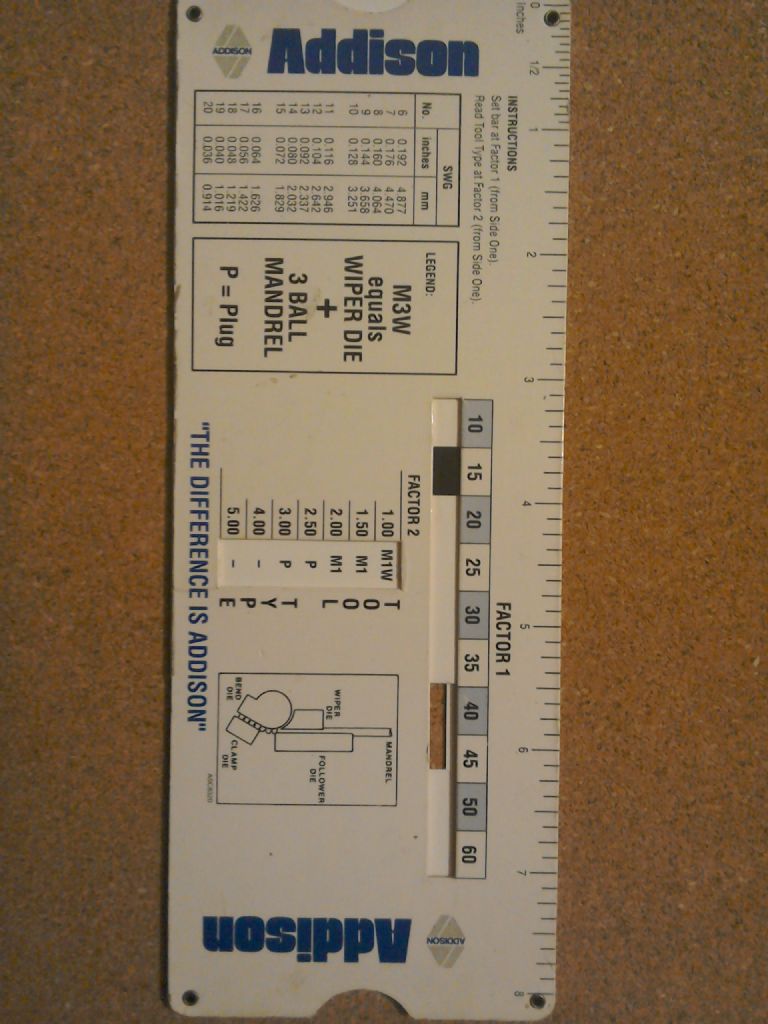 Addison
ADDISON
INSTRUCTIONS
Set bar at Factor 1 (from Side One).
Read Tool Type at Factor 2 (from Side One).
0 1/2 1 2 3 4 5 6 7 8
inches
SWG
No. inches mm
6 0.192 4.877
7 0.176 4.470
8 0.160 4.064
9 0.144 3.658
10 0.128 3.251
11 0.116 2.946
12 0.104 2.642
13 0.092 2.337
14 0.080 2.032
15 0.072 1.829
16 0.064 1.626
17 0.056 1.422
18 0.048 1.219
19 0.040 1.016
20 0.036 0.914
LEGEND:
M3W
equals
WIPER DIE
+
3 BALL
MANDREL
P = Plug
FACTOR 1
10 15 20 25 30 35 40 45 50 60
FACTOR 2
1.00 M1W
1.50 M1
2.00 M1
2.50 P
3.00 P
4.00 –
5.00 –
TOOL
TYPE
MANDREL
WIPER
DIE
FOLLOWER
DIE
BEND
DIE
CLAMP
DIE
"THE DIFFERENCE IS ADDISON"
Addison
ADDISON